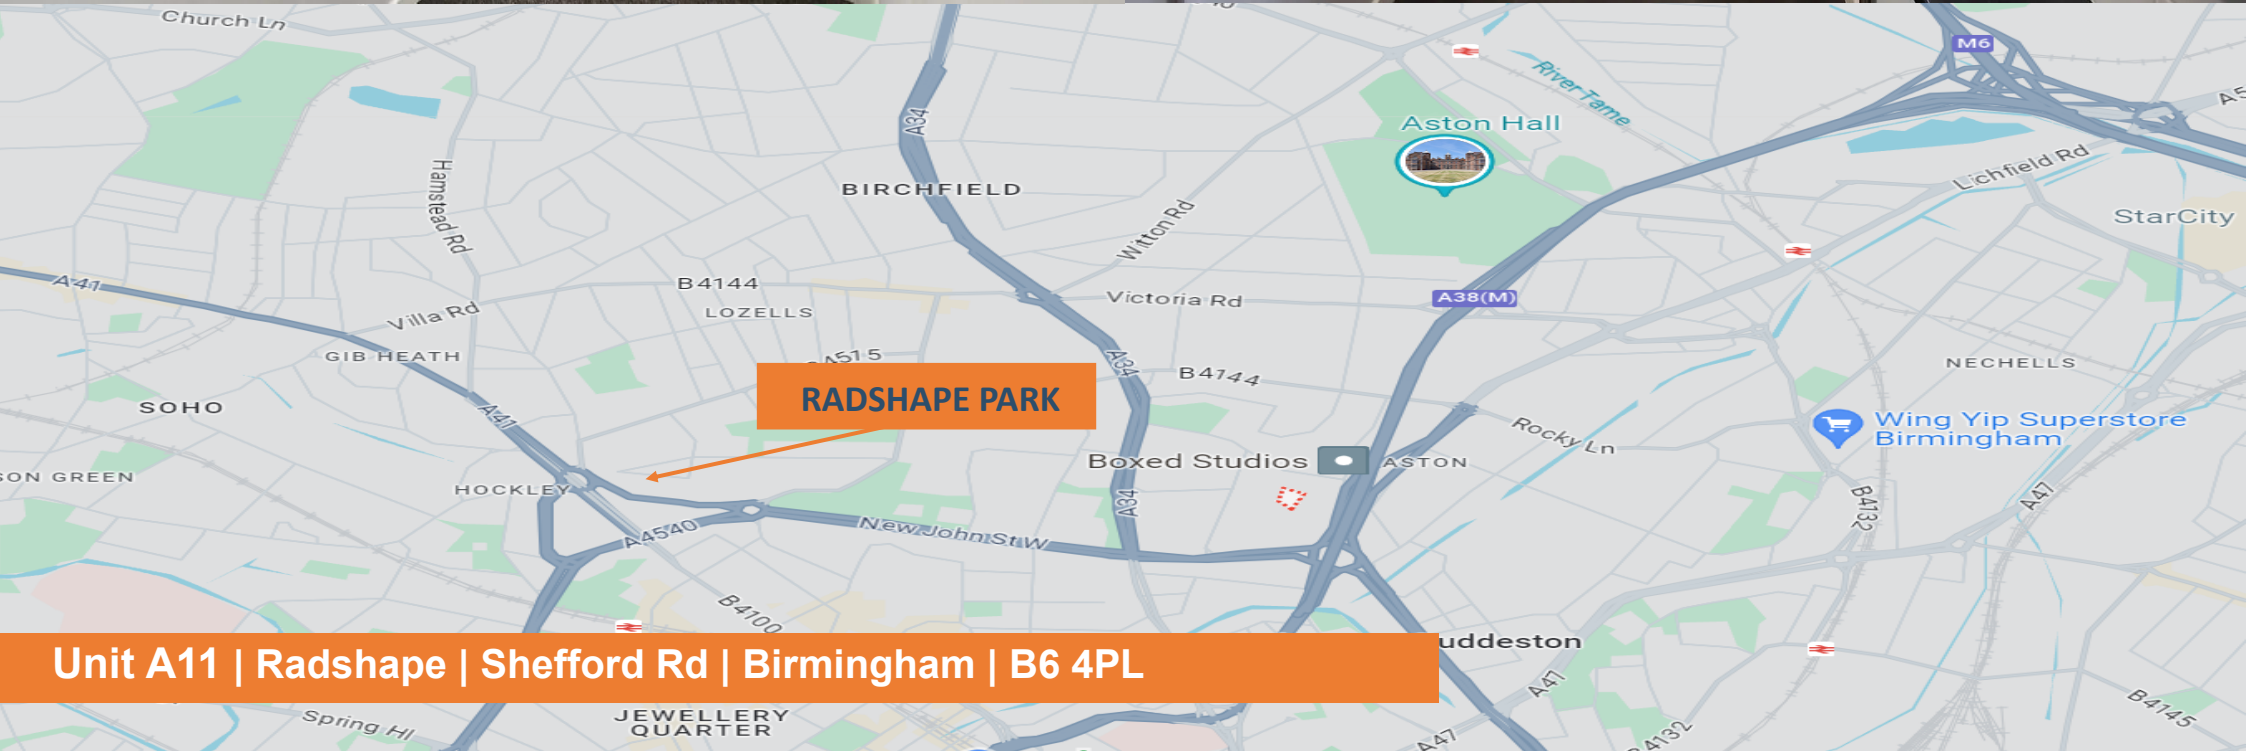 Church Ln
M6
River Tame
A34
Aston Hall
Hamstead Rd
BIRCHFIELD
Lichfield Rd
Witton Rd
StarCity
A41
B4144
Villa Rd
LOZELLS
Victoria Rd
A38(M)
GIB HEATH
A34
B4144
NECHELLS
RADSHAPE PARK
SOHO
A41
Rocky Ln
Wing Yip Superstore
Birmingham
Boxed Studios
ASTON
SON GREEN
HOCKLEY
A34
B4132
A47
A4540
New John St W
B4100
uddeston
Unit A11 | Radshape | Shefford Rd | Birmingham | B6 4PL
A47
B4145
Spring Hl
JEWELLERY
QUARTER
A47